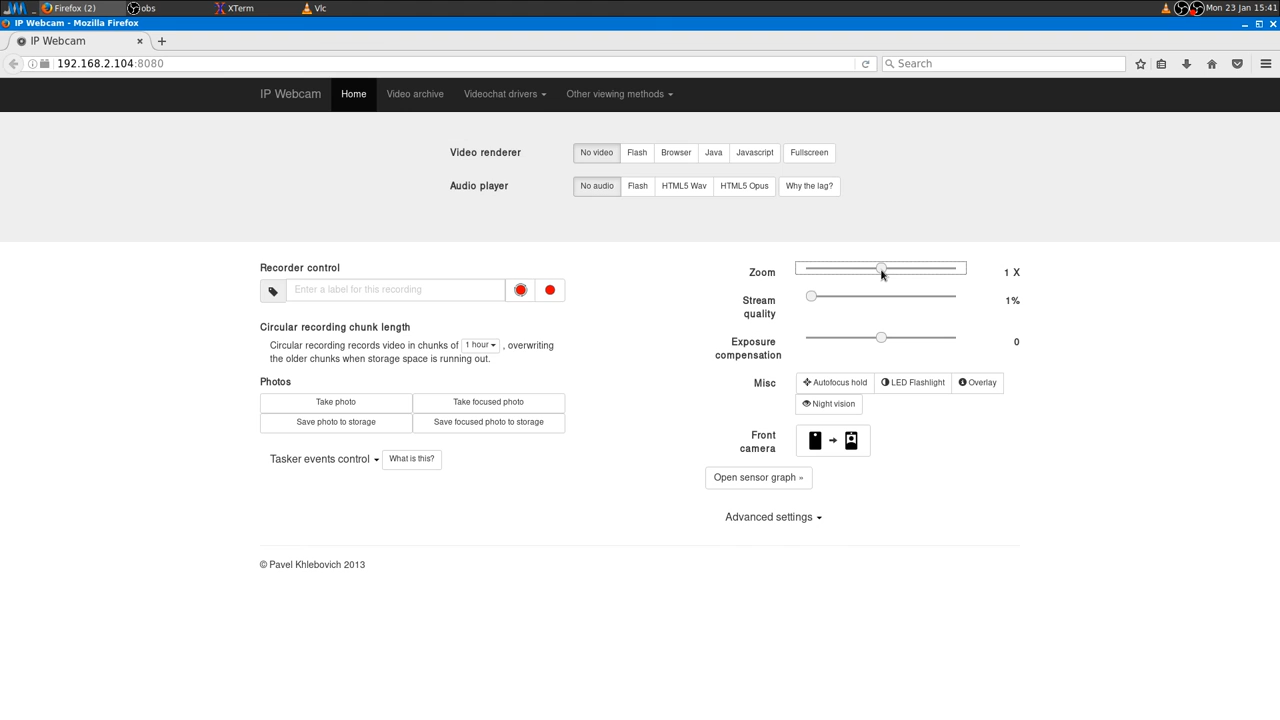 Firefox (2) obs XTerm Vlc Mon 23 Jan 15:41
IP Webcam - Mozilla Firefox
IP Webcam
192.168.2.104:8080 Search
IP Webcam Home Video archive Videochat drivers Other viewing methods
Video renderer No video Flash Browser Java Javascript Fullscreen
Audio player No audio Flash HTML5 Wav HTML5 Opus Why the lag?
Recorder control
Enter a label for this recording
Circular recording chunk length
Circular recording records video in chunks of 1 hour , overwriting
the older chunks when storage space is running out.
Photos
Take photo Take focused photo
Save photo to storage Save focused photo to storage
Tasker events control What is this?
Zoom 1 X
Stream
quality 1%
Exposure
compensation 0
Misc Autofocus hold LED Flashlight Overlay
Night vision
Front
camera
Open sensor graph »
Advanced settings
© Pavel Khlebovich 2013